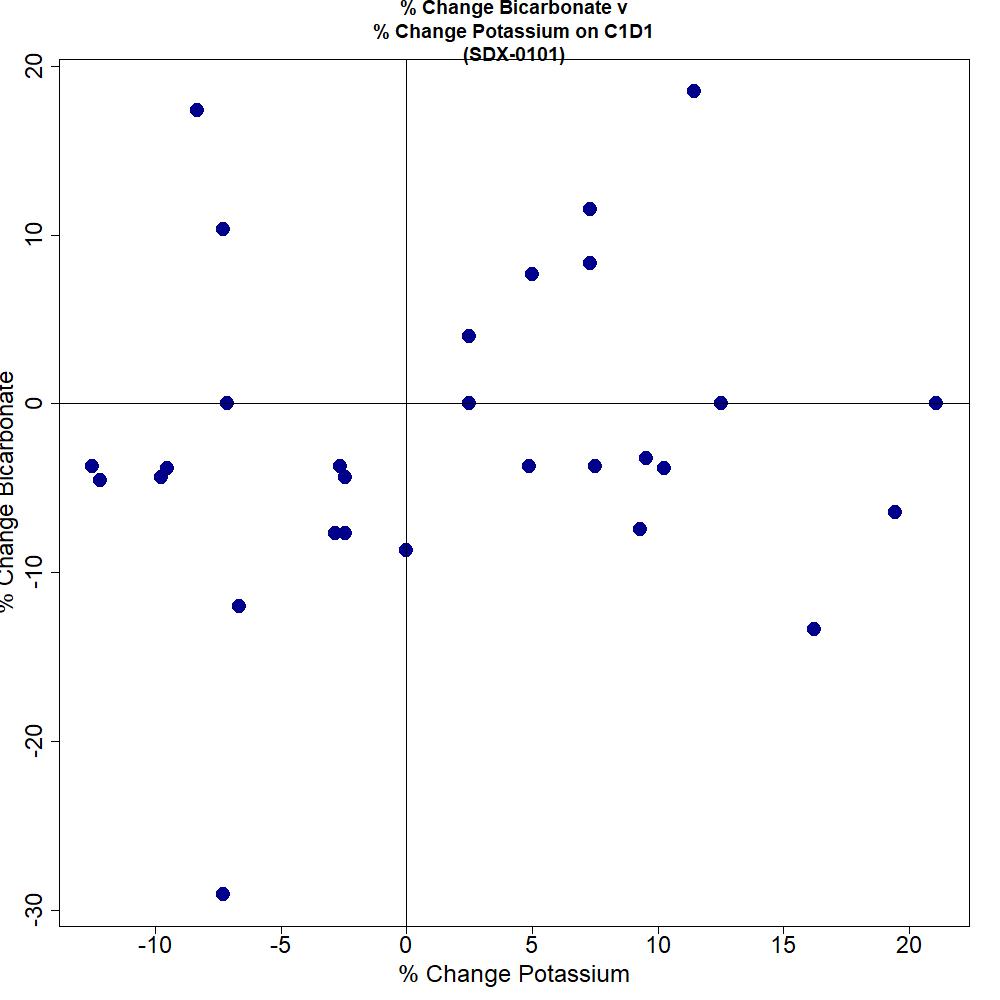 % Change Bicarbonate v
% Change Potassium on C1D1
(SDX-0101)
20
10
0
-10
-20
-30
% Change Bicarbonate
-10 -5 0 5 10 15 20
% Change Potassium